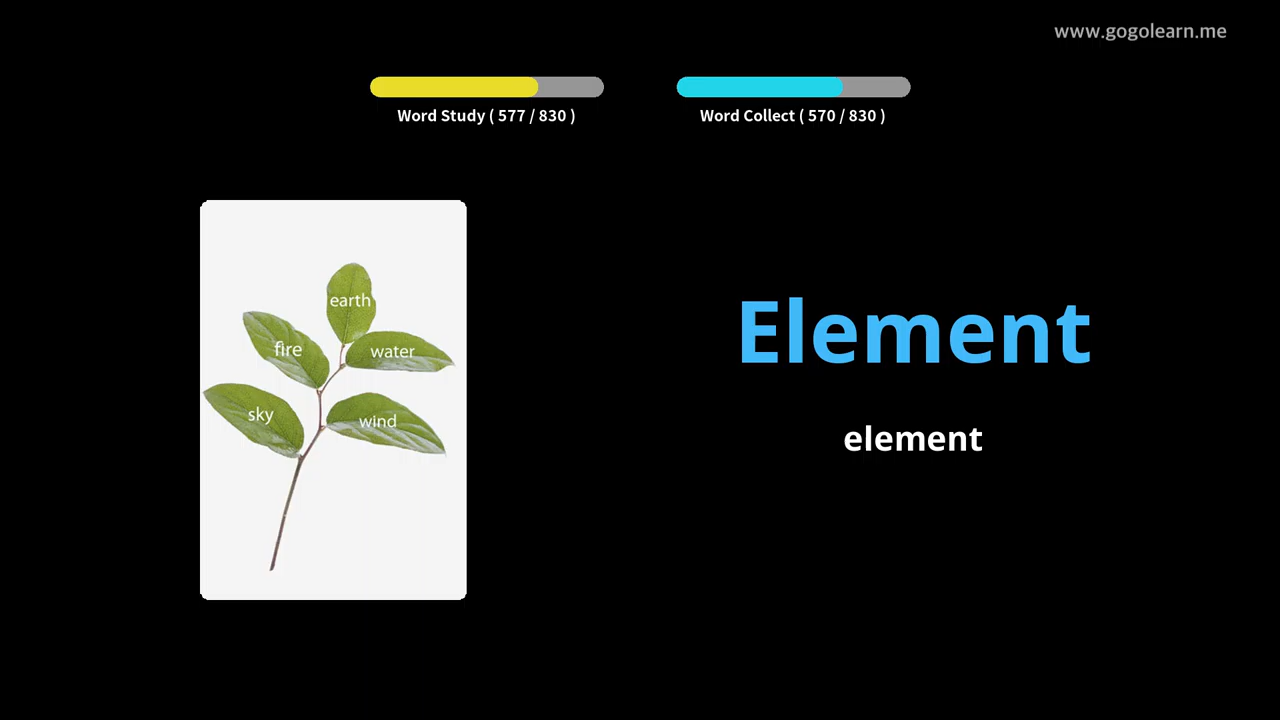 www.gogolearn.me
Word Study ( 577 / 830 )
Word Collect ( 570 / 830 )
earth
fire
water
sky
wind
Element
element